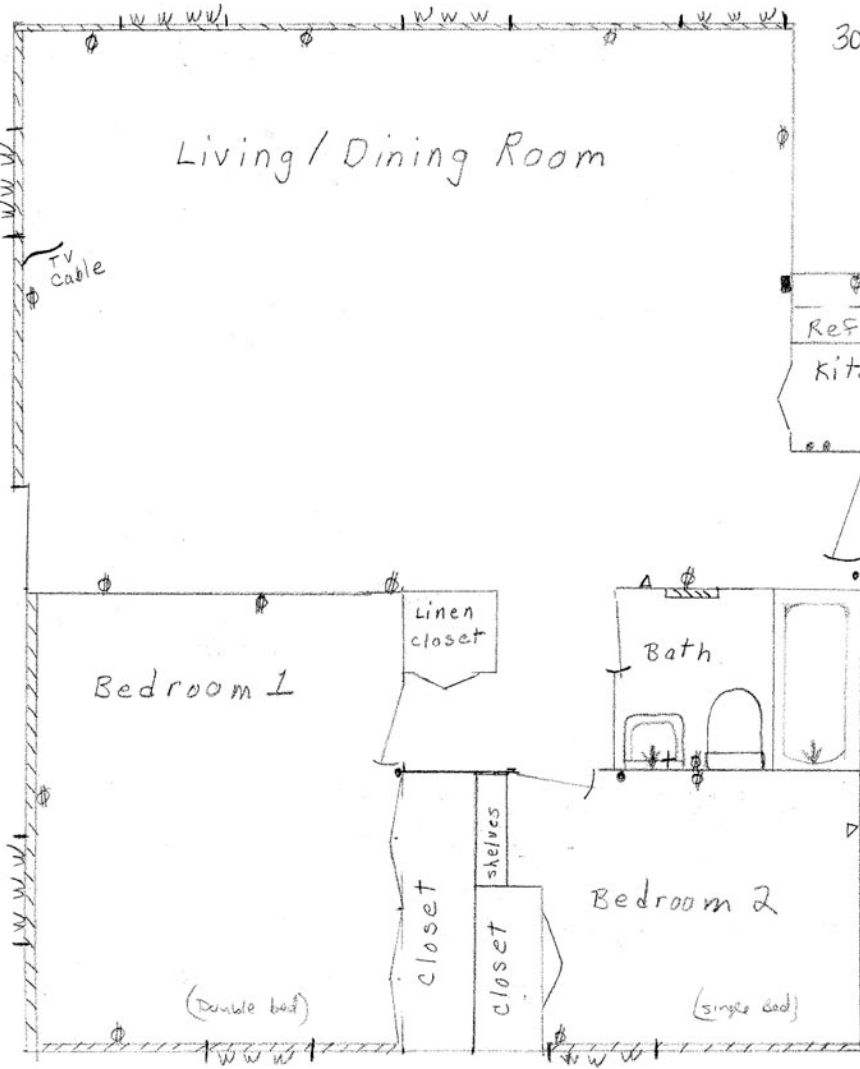 W W W
W W W
W W W
30
Living / Dining Room
W W W
TV
Cable
Ref
Kit
Linen
closet
Bath
Bedroom 1
shelves
W W W
Closet
Closet
Bedroom 2
(Double bed)
(single bed)
W W W
W W W